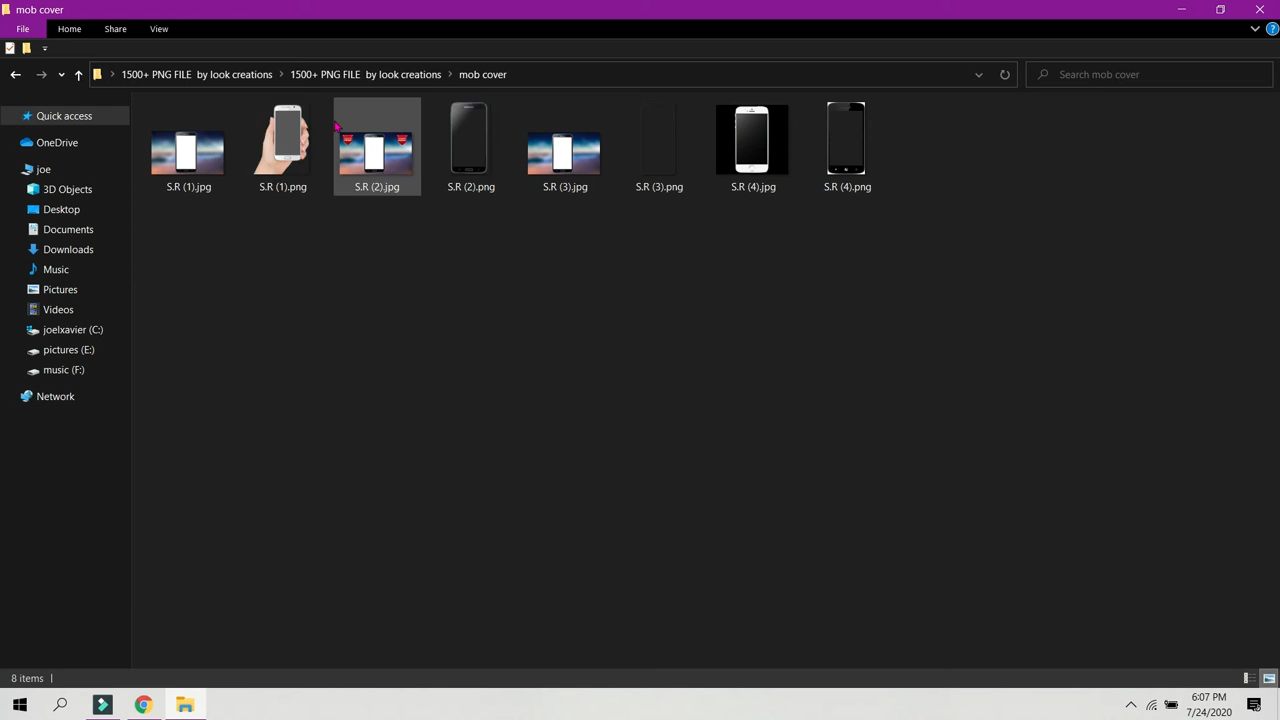 mob cover
File Home Share View
1500+ PNG FILE by look creations 1500+ PNG FILE by look creations mob cover
Search mob cover
Quick access
OneDrive
joe
3D Objects
Desktop
Documents
Downloads
Music
Pictures
Videos
joelxavier (C:)
pictures (E:)
music (F:)
Network
S.R (1).jpg S.R (1).png S.R (2).jpg S.R (2).png S.R (3).jpg S.R (3).png S.R (4).jpg S.R (4).png
8 items
6:07 PM
7/24/2020